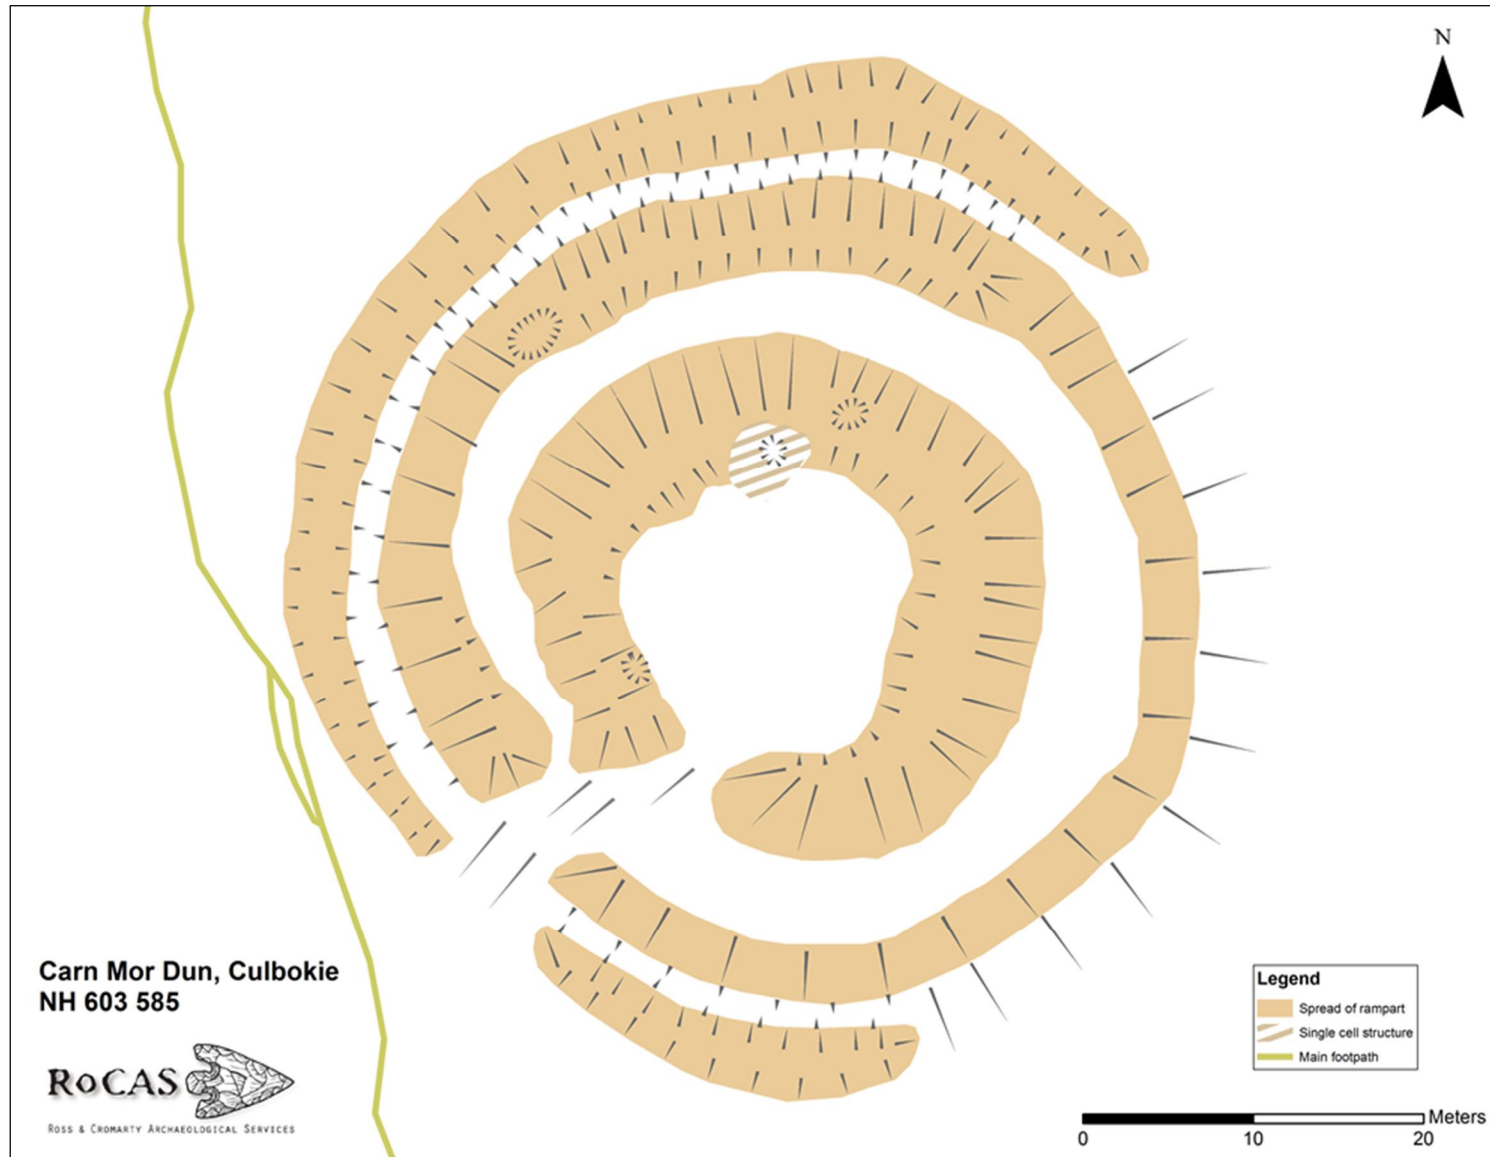 N
Carn Mor Dun, Culbokie
NH 603 585
RoCAS
ROSS & CROMARTY ARCHAEOLOGICAL SERVICES
Legend
Spread of rampart
Single cell structure
Main footpath
Meters
0 10 20